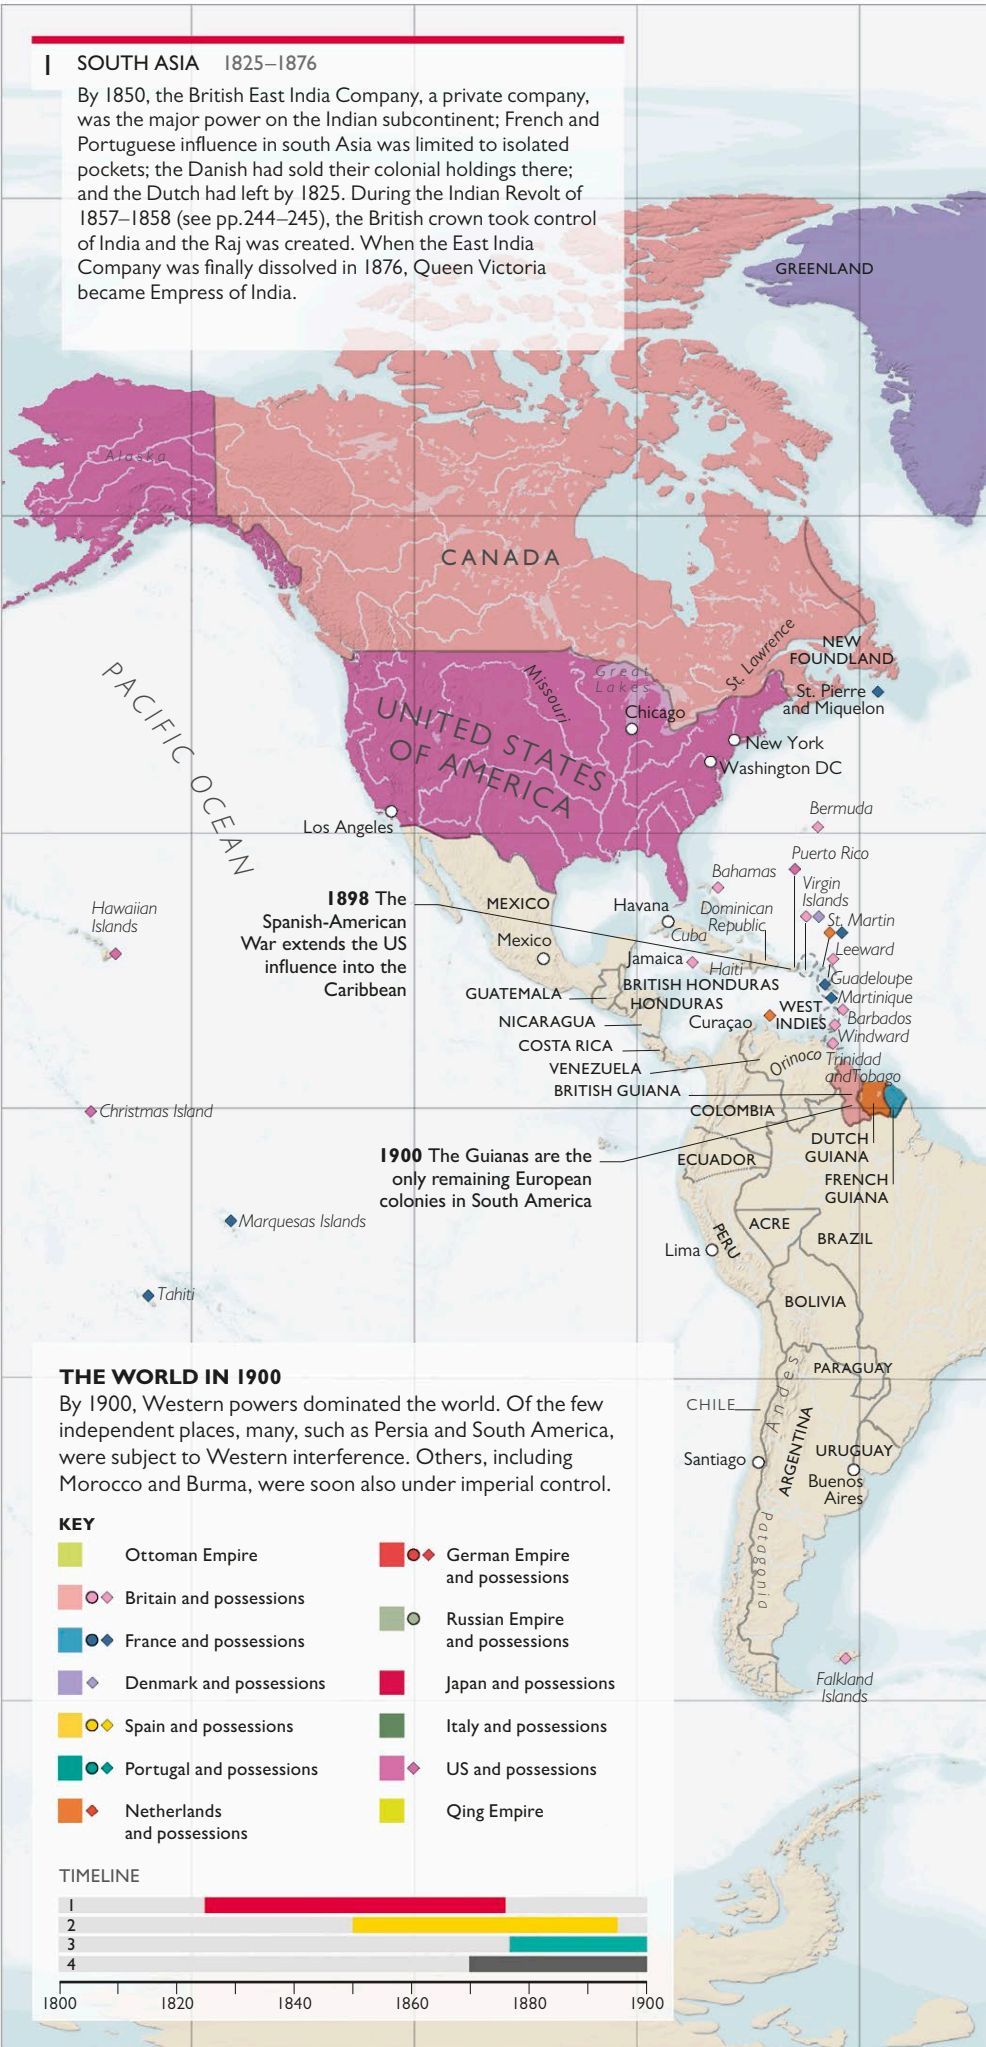 1 SOUTH ASIA 1825–1876
By 1850, the British East India Company, a private company,
was the major power on the Indian subcontinent; French and
Portuguese influence in south Asia was limited to isolated
pockets; the Danish had sold their colonial holdings there;
and the Dutch had left by 1825. During the Indian Revolt of
1857–1858 (see pp.244–245), the British crown took control
of India and the Raj was created. When the East India
Company was finally dissolved in 1876, Queen Victoria
became Empress of India.
GREENLAND
Alaska
CANADA
St. Lawrence
NEW
FOUNDLAND
Great
Lakes
Missouri
St. Pierre
and Miquelon
PACIFIC OCEAN
UNITED STATES
OF AMERICA
Chicago
New York
Washington DC
Los Angeles
Bermuda
Puerto Rico
Bahamas
Virgin
Islands
1898 The
Spanish-American
War extends the US
influence into the
Caribbean
MEXICO
Mexico
Havana
Cuba
Dominican
Republic
St. Martin
Hawaiian
Islands
Jamaica
Haiti
Leeward
Guadeloupe
BRITISH HONDURAS
HONDURAS
GUATEMALA
Martinique
WEST
INDIES
Barbados
Windward
NICARAGUA
Curaçao
COSTA RICA
VENEZUELA
Orinoco
Trinidad
and Tobago
BRITISH GUIANA
COLOMBIA
Christmas Island
DUTCH
GUIANA
1900 The Guianas are the
only remaining European
colonies in South America
ECUADOR
FRENCH
GUIANA
Marquesas Islands
ACRE
PERU
BRAZIL
Lima
Tahiti
BOLIVIA
PARAGUAY
CHILE
Andes
ARGENTINA
Santiago
URUGUAY
Buenos
Aires
Patagonia
Falkland
Islands
THE WORLD IN 1900
By 1900, Western powers dominated the world. Of the few
independent places, many, such as Persia and South America,
were subject to Western interference. Others, including
Morocco and Burma, were soon also under imperial control.
KEY
Ottoman Empire
Britain and possessions
France and possessions
Denmark and possessions
Spain and possessions
Portugal and possessions
Netherlands
and possessions
German Empire
and possessions
Russian Empire
and possessions
Japan and possessions
Italy and possessions
US and possessions
Qing Empire
TIMELINE
1
2
3
4
1800 1820 1840 1860 1880 1900